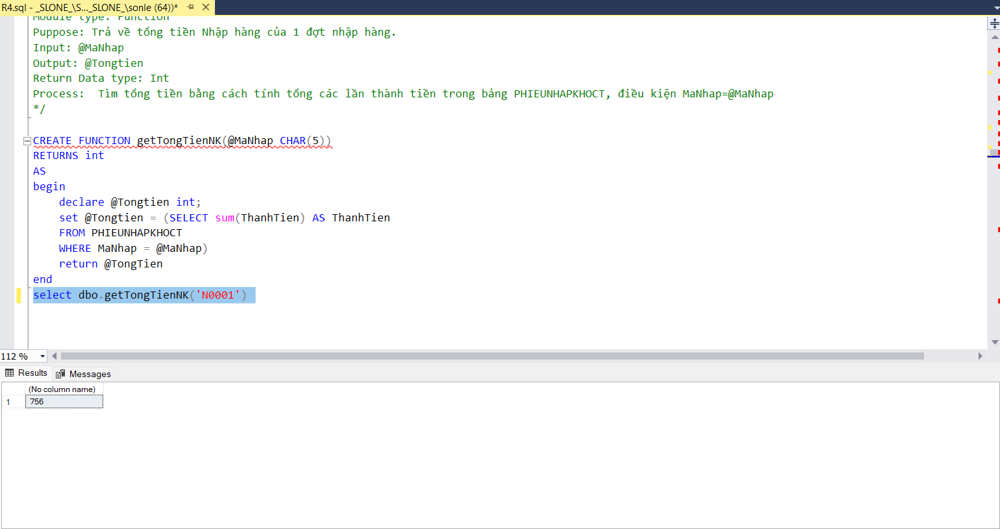 R4.sql - _SLONE_\S..._SLONE_\sonle (64))*
Module type: Function
Puppose: Trả về tổng tiền Nhập hàng của 1 đợt nhập hàng.
Input: @MaNhap
Output: @Tongtien
Return Data type: Int
Process:  Tìm tổng tiền bằng cách tính tổng các lần thành tiền trong bảng PHIEUNHAPKHOCT, điều kiện MaNhap=@MaNhap
*/
CREATE FUNCTION getTongTienNK(@MaNhap CHAR(5))
RETURNS int
AS
begin
declare @Tongtien int;
set @Tongtien = (SELECT sum(ThanhTien) AS ThanhTien
FROM PHIEUNHAPKHOCT
WHERE MaNhap = @MaNhap)
return @TongTien
end
select dbo.getTongTienNK('N0001')
112 %
Results Messages
(No column name)
1 756